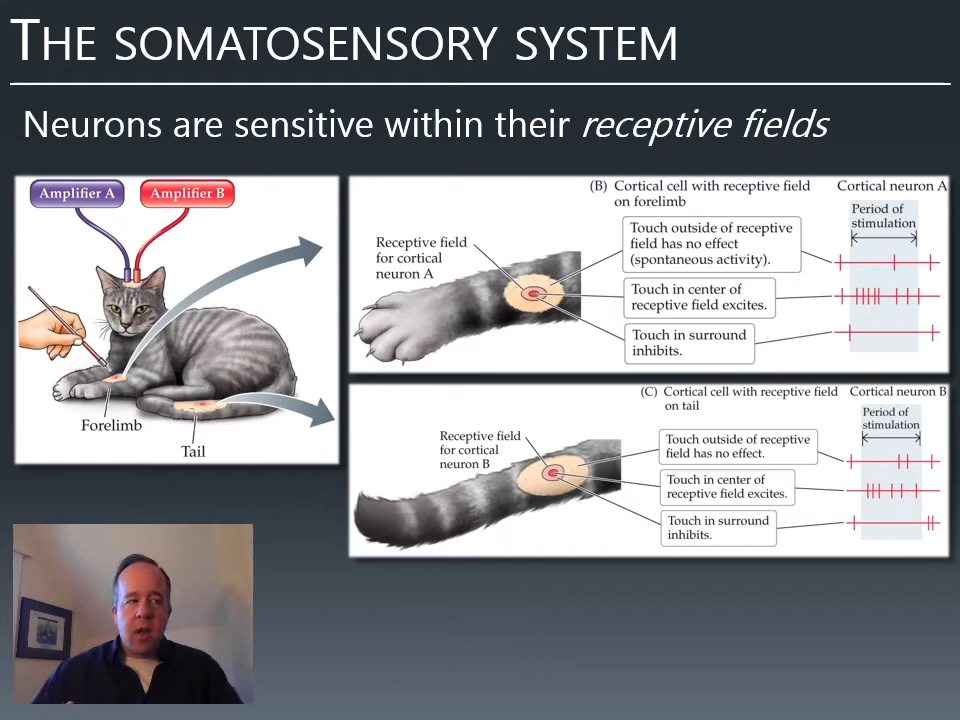 THE SOMATOSENSORY SYSTEM
Neurons are sensitive within their receptive fields
Amplifier A
Amplifier B
Forelimb
Tail
(B) Cortical cell with receptive field
on forelimb
Cortical neuron A
Period of
stimulation
Receptive field
for cortical
neuron A
Touch outside of receptive
field has no effect
(spontaneous activity).
Touch in center of
receptive field excites.
Touch in surround
inhibits.
(C) Cortical cell with receptive field
on tail
Cortical neuron B
Period of
stimulation
Receptive field
for cortical
neuron B
Touch outside of receptive
field has no effect.
Touch in center of
receptive field excites.
Touch in surround
inhibits.